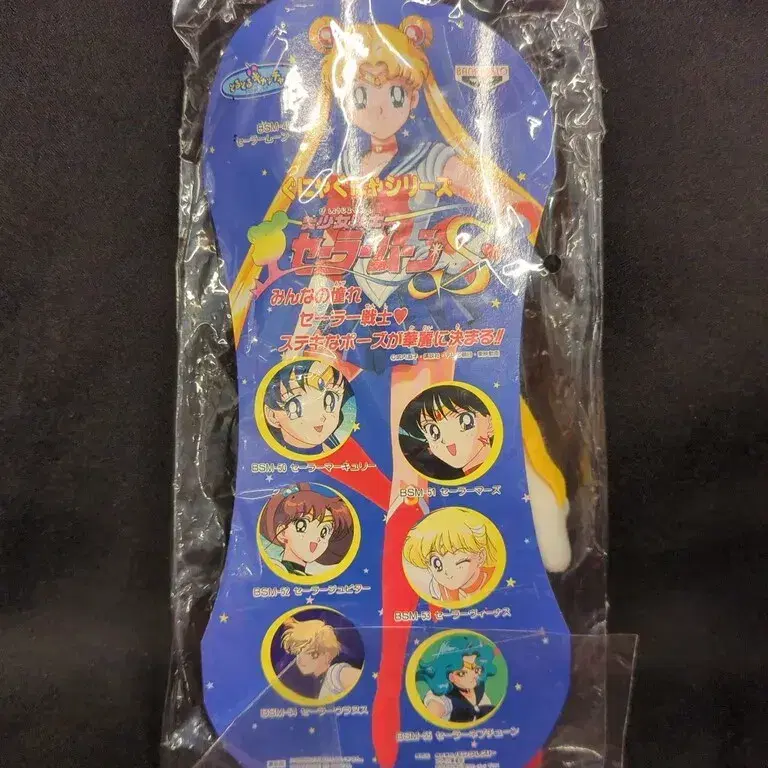 BANPRESTO
セーラームーン
ぐにゃぐにゃシリーズ
美少女戦士
セーラームーンS
みんなの憧れ
セーラー戦士♥
ステキなポーズが華麗に決まる!!
BSM-50 セーラーマーキュリー
BSM-51 セーラーマーズ
BSM-52 セーラージュピター
BSM-53 セーラーヴィーナス
BSM-54 セーラーウラヌス
BSM-55 セーラーネプチューン